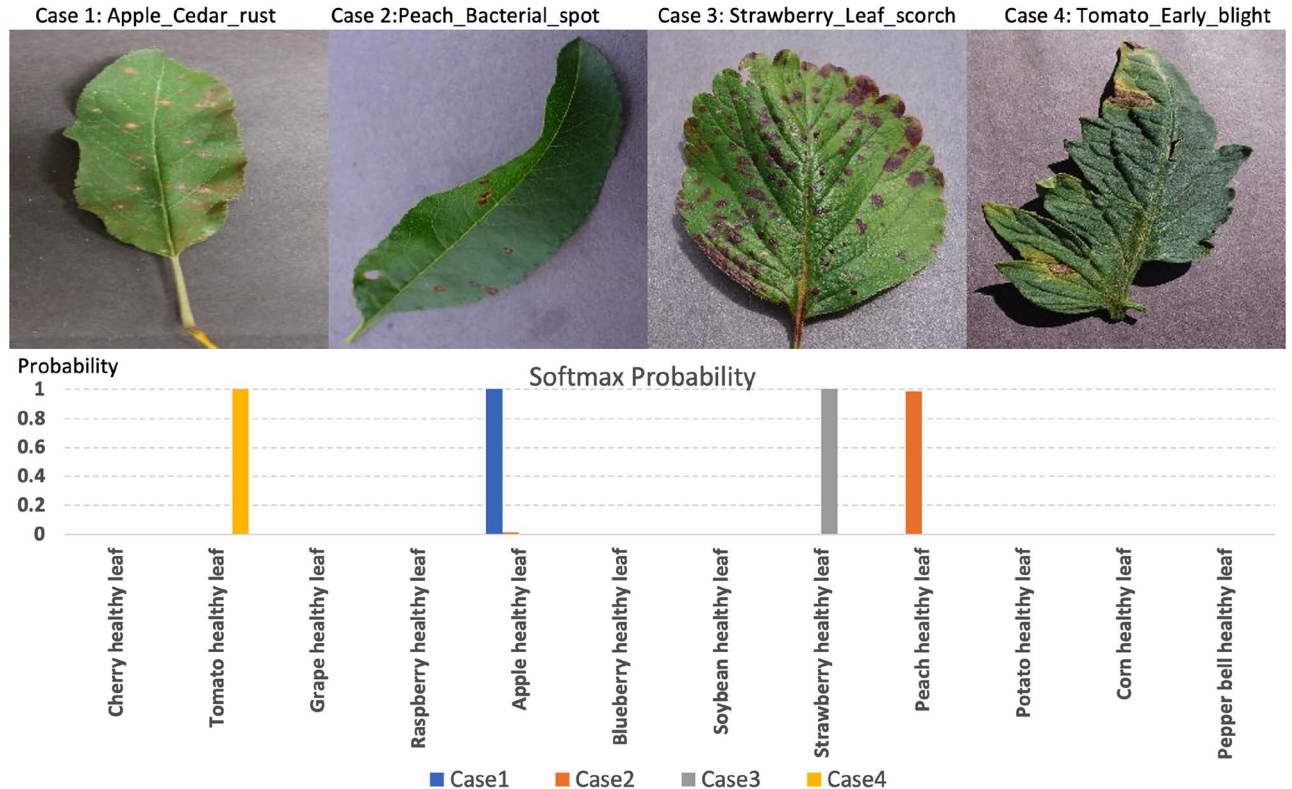 Case 1: Apple_Cedar_rust
Case 2:Peach_Bacterial_spot
Case 3: Strawberry_Leaf_scorch
Case 4: Tomato_Early_blight
Probability
Softmax Probability
1
0.8
0.6
0.4
0.2
0
Cherry healthy leaf
Tomato healthy leaf
Grape healthy leaf
Raspberry healthy leaf
Apple healthy leaf
Blueberry healthy leaf
Soybean healthy leaf
Strawberry healthy leaf
Peach healthy leaf
Potato healthy leaf
Corn healthy leaf
Pepper bell healthy leaf
Case1
Case2
Case3
Case4